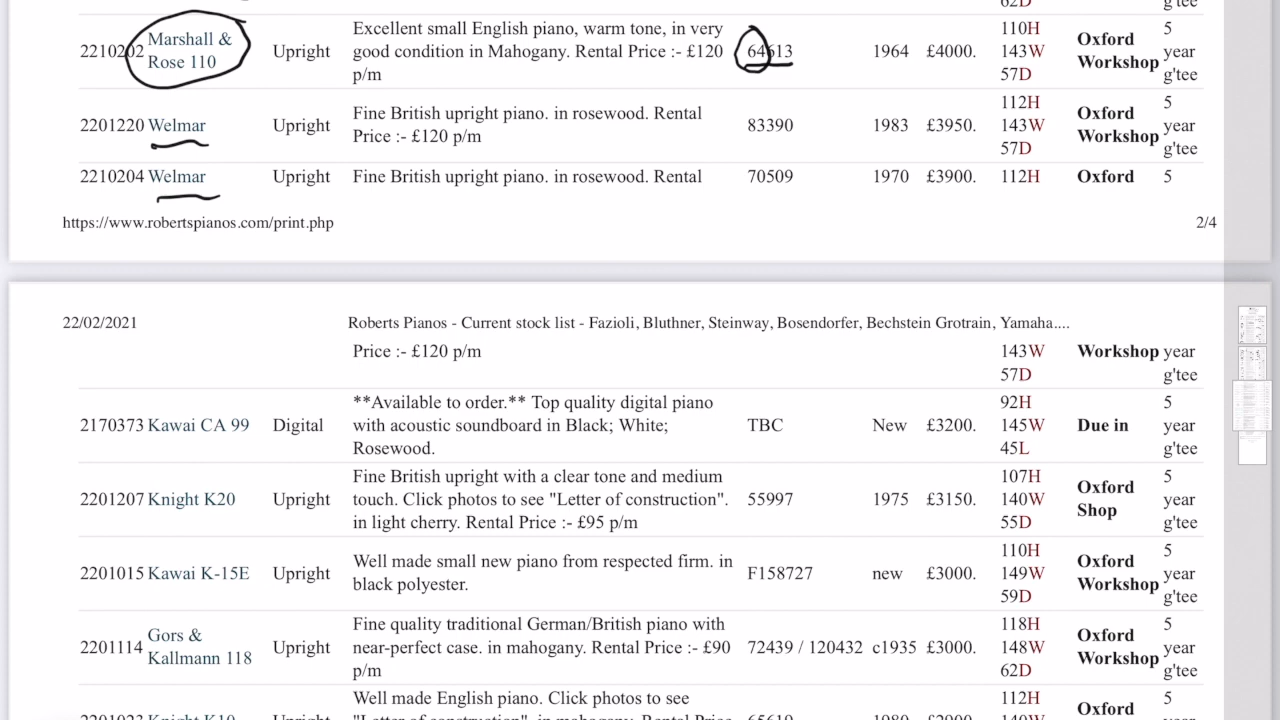 62D g'tee
2210202 Marshall & Rose 110 Upright Excellent small English piano, warm tone, in very good condition in Mahogany. Rental Price :- £120 p/m 64613 1964 £4000. 110H 143W 57D Oxford Workshop 5 year g'tee
2201220 Welmar Upright Fine British upright piano. in rosewood. Rental Price :- £120 p/m 83390 1983 £3950. 112H 143W 57D Oxford Workshop 5 year g'tee
2210204 Welmar Upright Fine British upright piano. in rosewood. Rental 70509 1970 £3900. 112H Oxford 5
https://www.robertspianos.com/print.php 2/4
22/02/2021 Roberts Pianos - Current stock list - Fazioli, Bluthner, Steinway, Bosendorfer, Bechstein Grotrain, Yamaha....
Price :- £120 p/m 143W 57D Workshop year g'tee
2170373 Kawai CA 99 Digital **Available to order.** Top quality digital piano with acoustic soundboard in Black; White; Rosewood. TBC New £3200. 92H 145W 45L Due in 5 year g'tee
2201207 Knight K20 Upright Fine British upright with a clear tone and medium touch. Click photos to see "Letter of construction". in light cherry. Rental Price :- £95 p/m 55997 1975 £3150. 107H 140W 55D Oxford Shop 5 year g'tee
2201015 Kawai K-15E Upright Well made small new piano from respected firm. in black polyester. F158727 new £3000. 110H 149W 59D Oxford Workshop 5 year g'tee
2201114 Gors & Kallmann 118 Upright Fine quality traditional German/British piano with near-perfect case. in mahogany. Rental Price :- £90 p/m 72439 / 120432 c1935 £3000. 118H 148W 62D Oxford Workshop 5 year g'tee
Well made English piano. Click photos to see 112H Oxford 5